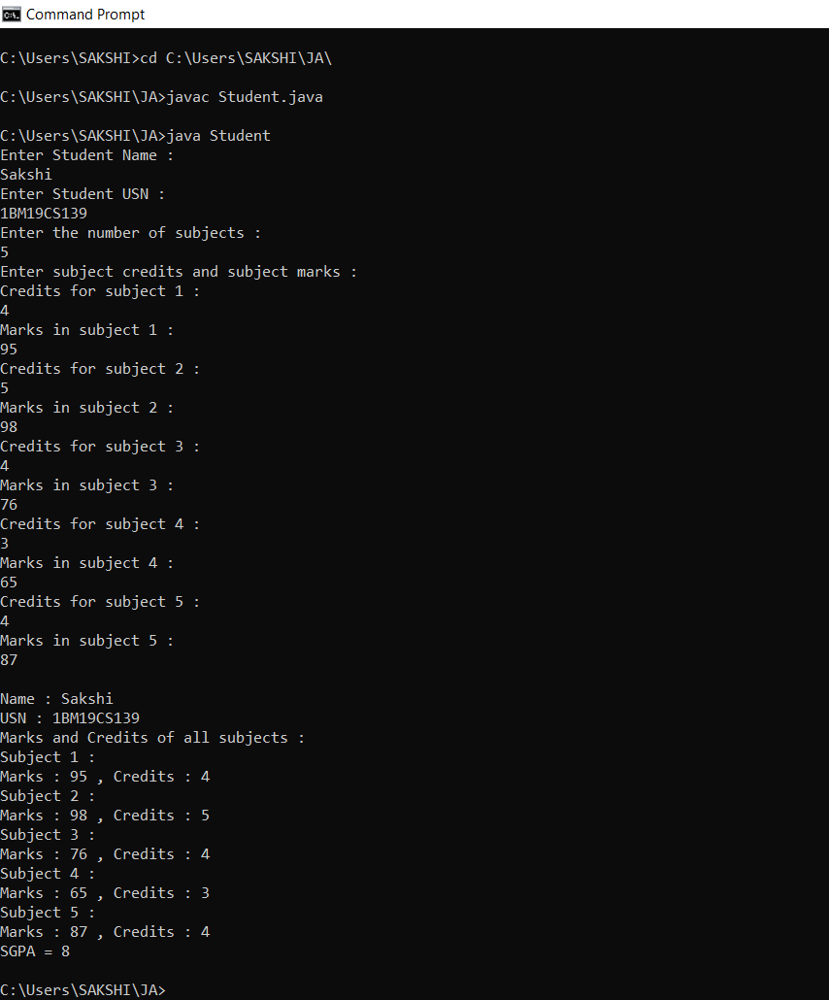 Command Prompt
C:\Users\SAKSHI>cd C:\Users\SAKSHI\JA\
C:\Users\SAKSHI\JA>javac Student.java
C:\Users\SAKSHI\JA>java Student
Enter Student Name :
Sakshi
Enter Student USN :
1BM19CS139
Enter the number of subjects :
5
Enter subject credits and subject marks :
Credits for subject 1 :
4
Marks in subject 1 :
95
Credits for subject 2 :
5
Marks in subject 2 :
98
Credits for subject 3 :
4
Marks in subject 3 :
76
Credits for subject 4 :
3
Marks in subject 4 :
65
Credits for subject 5 :
4
Marks in subject 5 :
87
Name : Sakshi
USN : 1BM19CS139
Marks and Credits of all subjects :
Subject 1 :
Marks : 95 , Credits : 4
Subject 2 :
Marks : 98 , Credits : 5
Subject 3 :
Marks : 76 , Credits : 4
Subject 4 :
Marks : 65 , Credits : 3
Subject 5 :
Marks : 87 , Credits : 4
SGPA = 8
C:\Users\SAKSHI\JA>